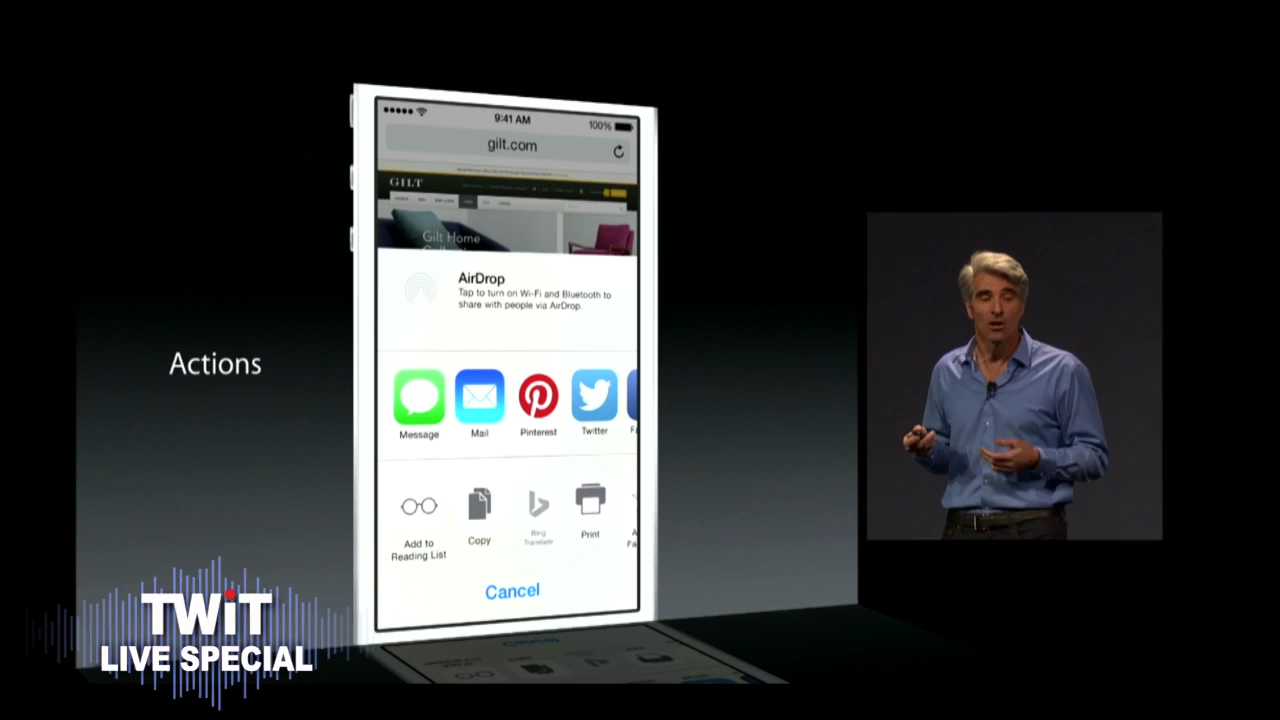 9:41 AM
100%
gilt.com
GILT
Gilt Home
AirDrop
Tap to turn on Wi-Fi and Bluetooth to
share with people via AirDrop.
Actions
Message
Mail
Pinterest
Twitter
Add to
Reading List
Copy
Bing
Translate
Print
Cancel
TWiT
LIVE SPECIAL